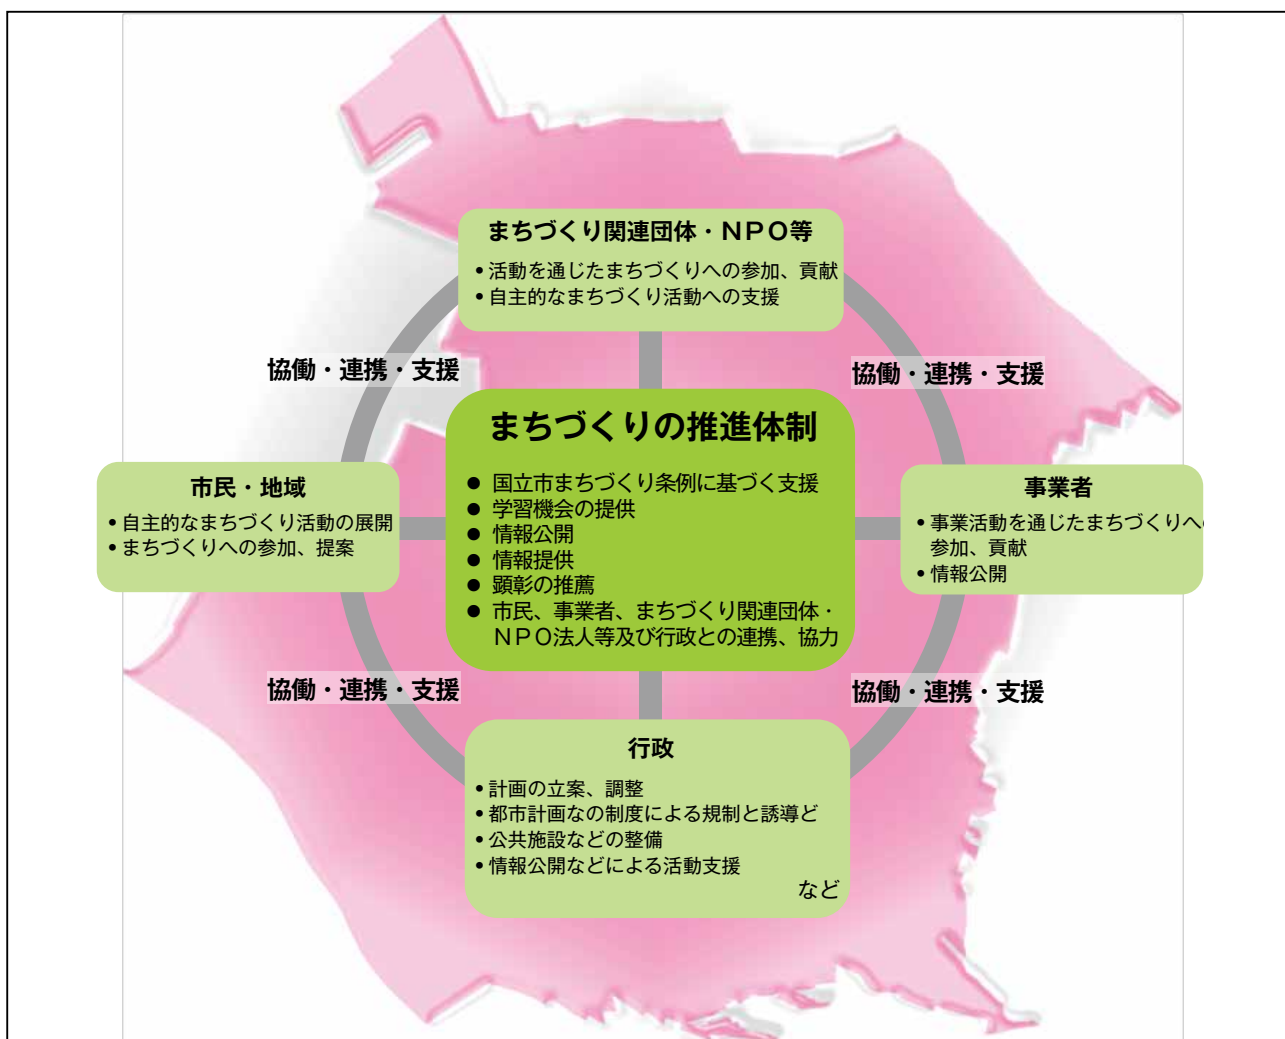 まちづくり関連団体・ＮＰＯ等
• 活動を通じたまちづくりへの参加、貢献
• 自主的なまちづくり活動への支援
協働・連携・支援
協働・連携・支援
まちづくりの推進体制
● 国立市まちづくり条例に基づく支援
● 学習機会の提供
● 情報公開
● 情報提供
● 顕彰の推薦
● 市民、事業者、まちづくり関連団体・
ＮＰＯ法人等及び行政との連携、協力
市民・地域
• 自主的なまちづくり活動の展開
• まちづくりへの参加、提案
事業者
• 事業活動を通じたまちづくりへの
参加、貢献
• 情報公開
協働・連携・支援
協働・連携・支援
行政
• 計画の立案、調整
• 都市計画なの制度による規制と誘導ど
• 公共施設などの整備
• 情報公開などによる活動支援
など